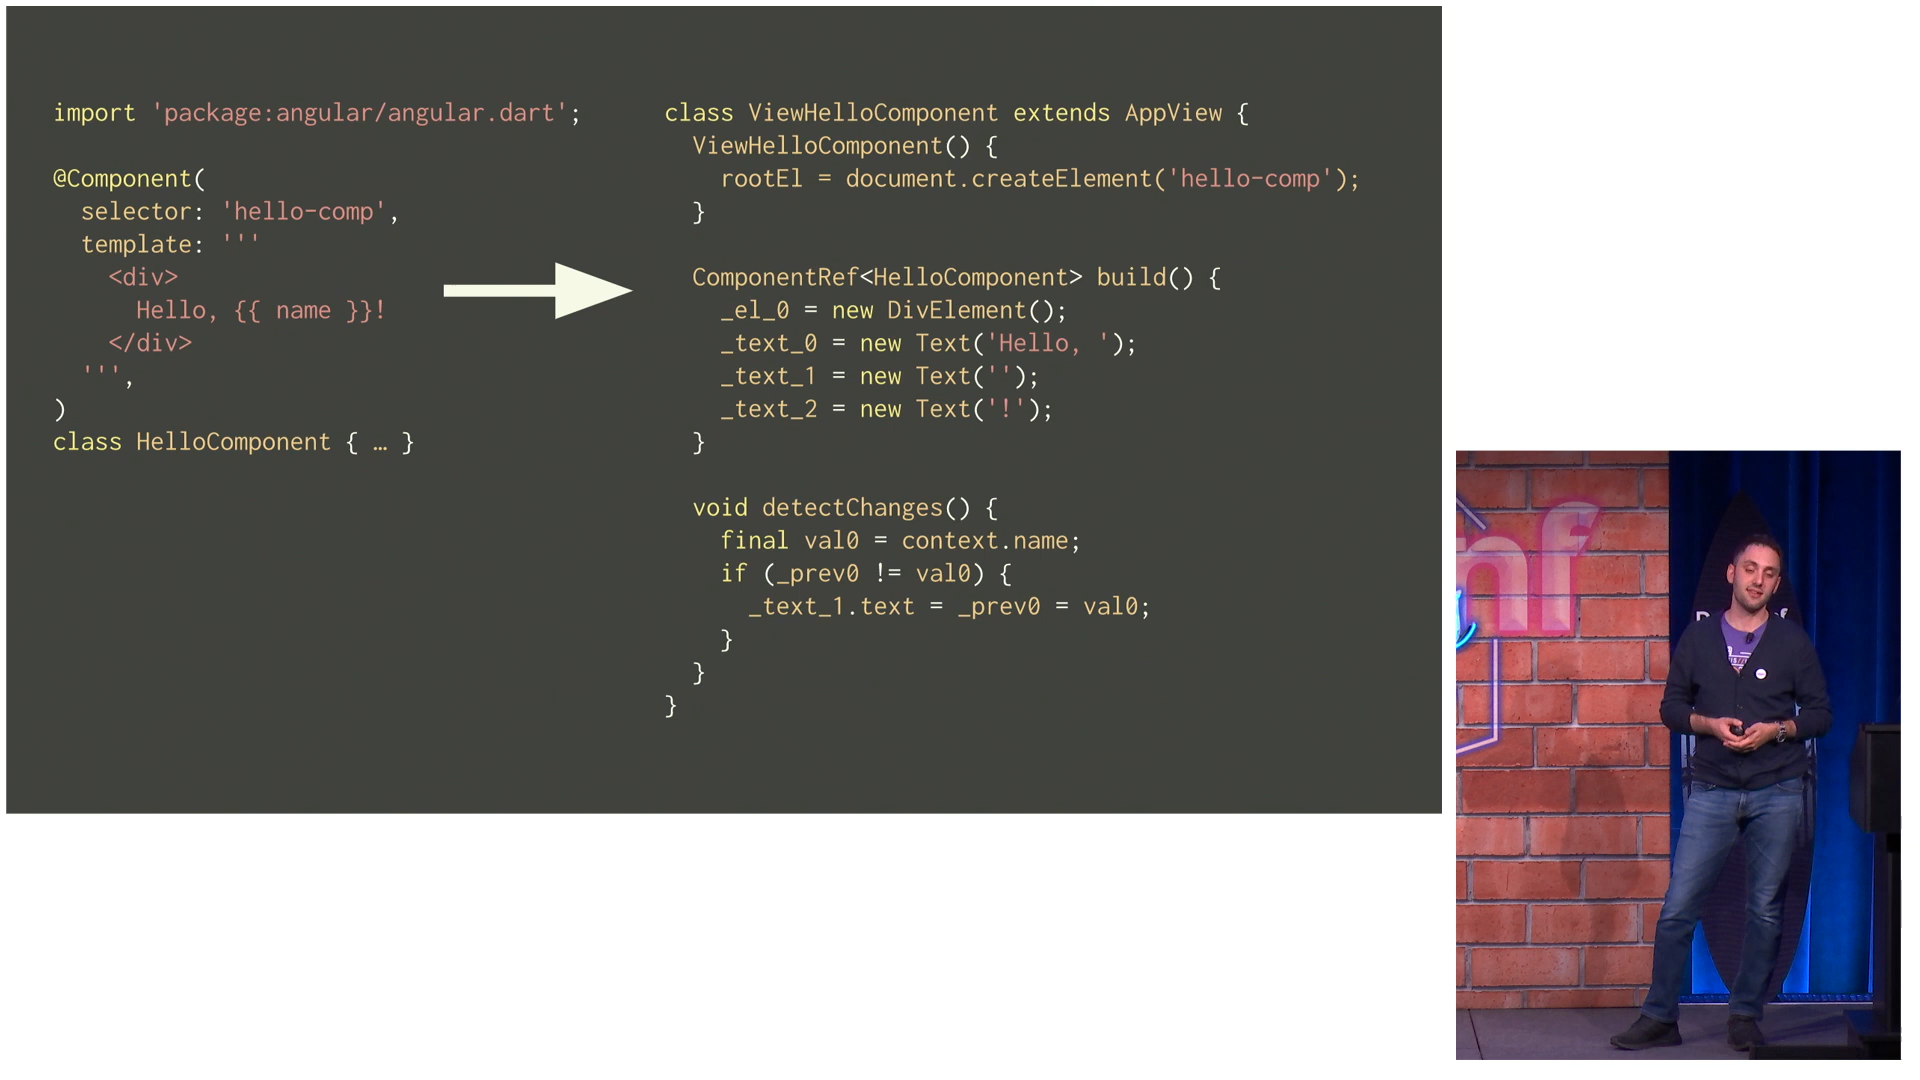 import 'package:angular/angular.dart';
@Component(
selector: 'hello-comp',
template: '''
<div>
Hello, {{ name }}!
</div>
''',
)
class HelloComponent { … }
class ViewHelloComponent extends AppView {
ViewHelloComponent() {
rootEl = document.createElement('hello-comp');
}
ComponentRef<HelloComponent> build() {
_el_0 = new DivElement();
_text_0 = new Text('Hello, ');
_text_1 = new Text('');
_text_2 = new Text('!');
}
void detectChanges() {
final val0 = context.name;
if (_prev0 != val0) {
_text_1.text = _prev0 = val0;
}
}
}
nf